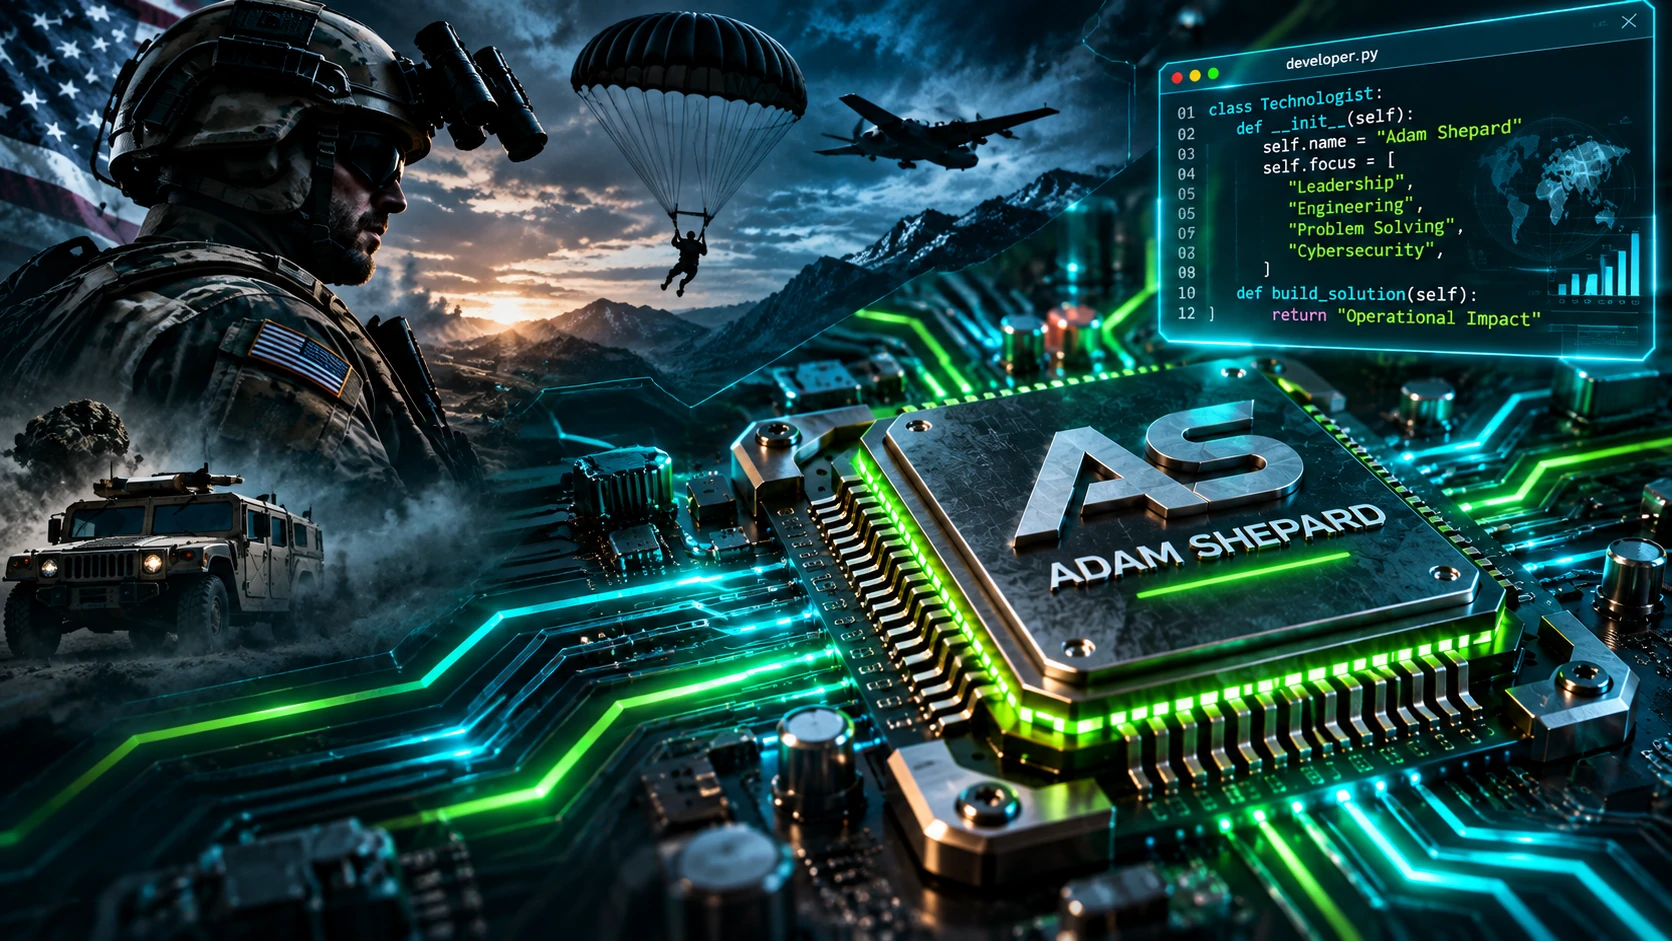 developer.py
01 class Technologist:
02 def __init__(self):
03 self.name = "Adam Shepard"
04 self.focus = [
05 "Leadership",
05 "Engineering",
07 "Problem Solving",
03 "Cybersecurity",
09 ]
10 def build_solution(self):
12 ] return "Operational Impact"
AS
ADAM SHEPARD